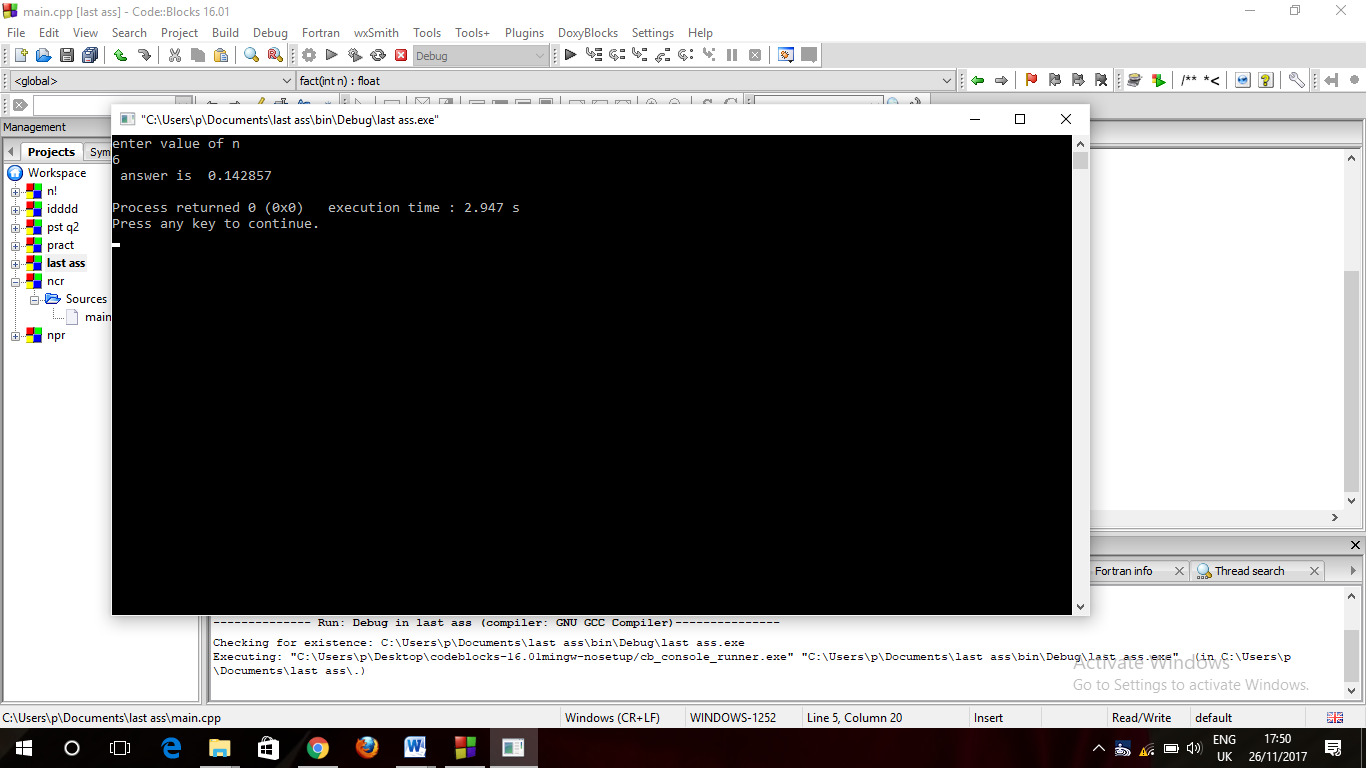 main.cpp [last ass] - Code::Blocks 16.01
File Edit View Search Project Build Debug Fortran wxSmith Tools Tools+ Plugins DoxyBlocks Settings Help
Debug
<global> fact(int n) : float
/** *<
"C:\Users\p\Documents\last ass\bin\Debug\last ass.exe"
Management
Projects Sym
Workspace
n!
idddd
pst q2
pract
last ass
ncr
Sources
main
npr
enter value of n
6
answer is 0.142857
Process returned 0 (0x0) execution time : 2.947 s
Press any key to continue.
Fortran info Thread search
-------------- Run: Debug in last ass (compiler: GNU GCC Compiler)---------------
Checking for existence: C:\Users\p\Documents\last ass\bin\Debug\last ass.exe
Executing: "C:\Users\p\Desktop\codeblocks-16.01mingw-nosetup/cb_console_runner.exe" "C:\Users\p\Documents\last ass\bin\Debug\last ass.exe" (in C:\Users\p
\Documents\last ass\.)
Activate Windows
Go to Settings to activate Windows.
C:\Users\p\Documents\last ass\main.cpp Windows (CR+LF) WINDOWS-1252 Line 5, Column 20 Insert Read/Write default
ENG 17:50
UK 26/11/2017